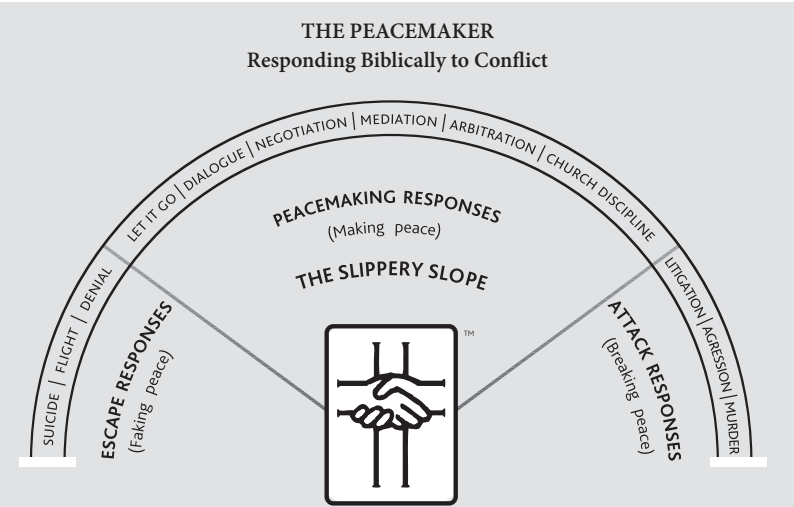 THE PEACEMAKER
Responding Biblically to Conflict
SUICIDE | FLIGHT | DENIAL
LET IT GO | DIALOGUE | NEGOTIATION | MEDIATION | ARBITRATION | CHURCH DISCIPLINE
LITIGATION | AGRESSION | MURDER
PEACEMAKING RESPONSES
(Making peace)
THE SLIPPERY SLOPE
ESCAPE RESPONSES
(Faking peace)
ATTACK RESPONSES
(Breaking peace)
TM